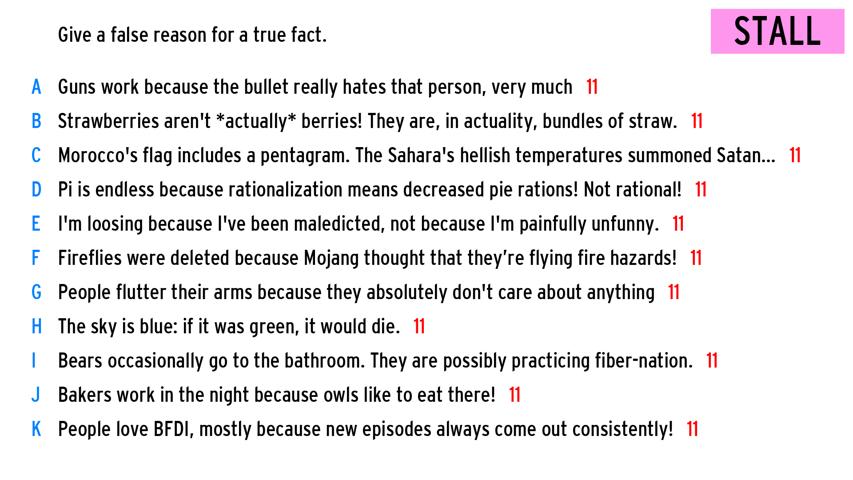 Give a false reason for a true fact.
STALL
A Guns work because the bullet really hates that person, very much 11
B Strawberries aren't *actually* berries! They are, in actuality, bundles of straw. 11
C Morocco's flag includes a pentagram. The Sahara's hellish temperatures summoned Satan... 11
D Pi is endless because rationalization means decreased pie rations! Not rational! 11
E I'm loosing because I've been maledicted, not because I'm painfully unfunny. 11
F Fireflies were deleted because Mojang thought that they’re flying fire hazards! 11
G People flutter their arms because they absolutely don't care about anything 11
H The sky is blue: if it was green, it would die. 11
I Bears occasionally go to the bathroom. They are possibly practicing fiber-nation. 11
J Bakers work in the night because owls like to eat there! 11
K People love BFDI, mostly because new episodes always come out consistently! 11